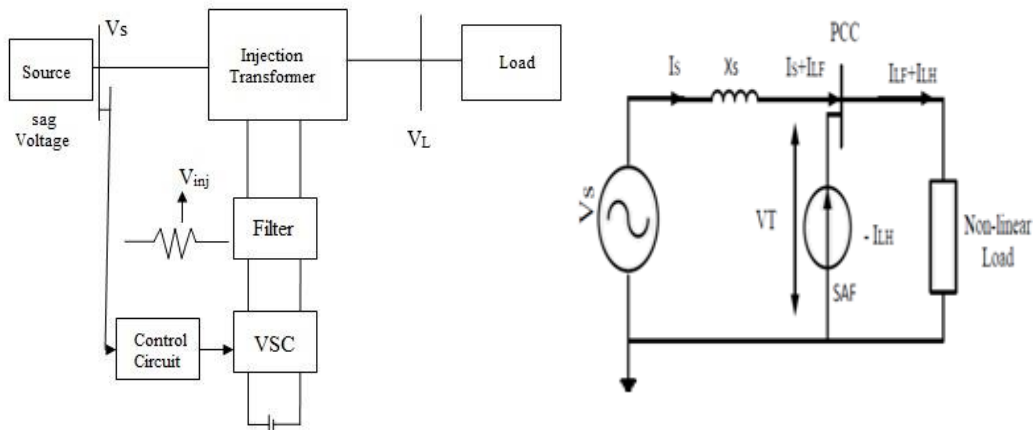 Vs
Source
sag
Voltage
Injection
Transformer
Load
VL
Vinj
Filter
Control
Circuit
VSC
PCC
Is
Xs
Is+ILF
ILF+ILH
Vs
VT
- ILH
SAF
Non-linear
Load